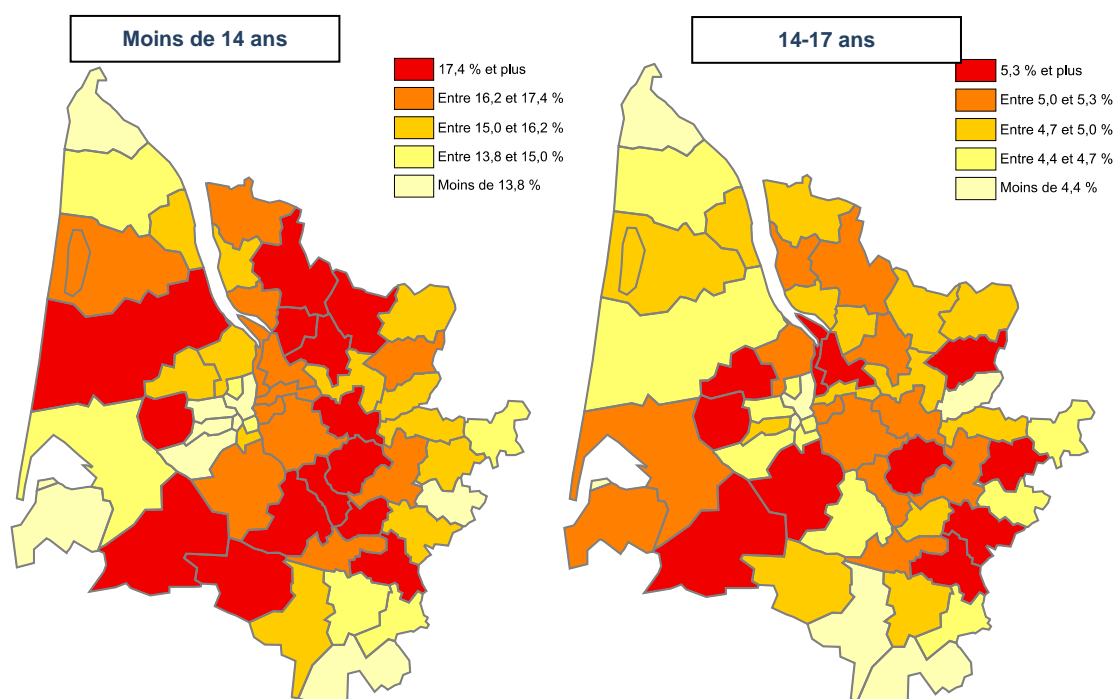 Moins de 14 ans
17,4 % et plus
Entre 16,2 et 17,4 %
Entre 15,0 et 16,2 %
Entre 13,8 et 15,0 %
Moins de 13,8 %
14-17 ans
5,3 % et plus
Entre 5,0 et 5,3 %
Entre 4,7 et 5,0 %
Entre 4,4 et 4,7 %
Moins de 4,4 %